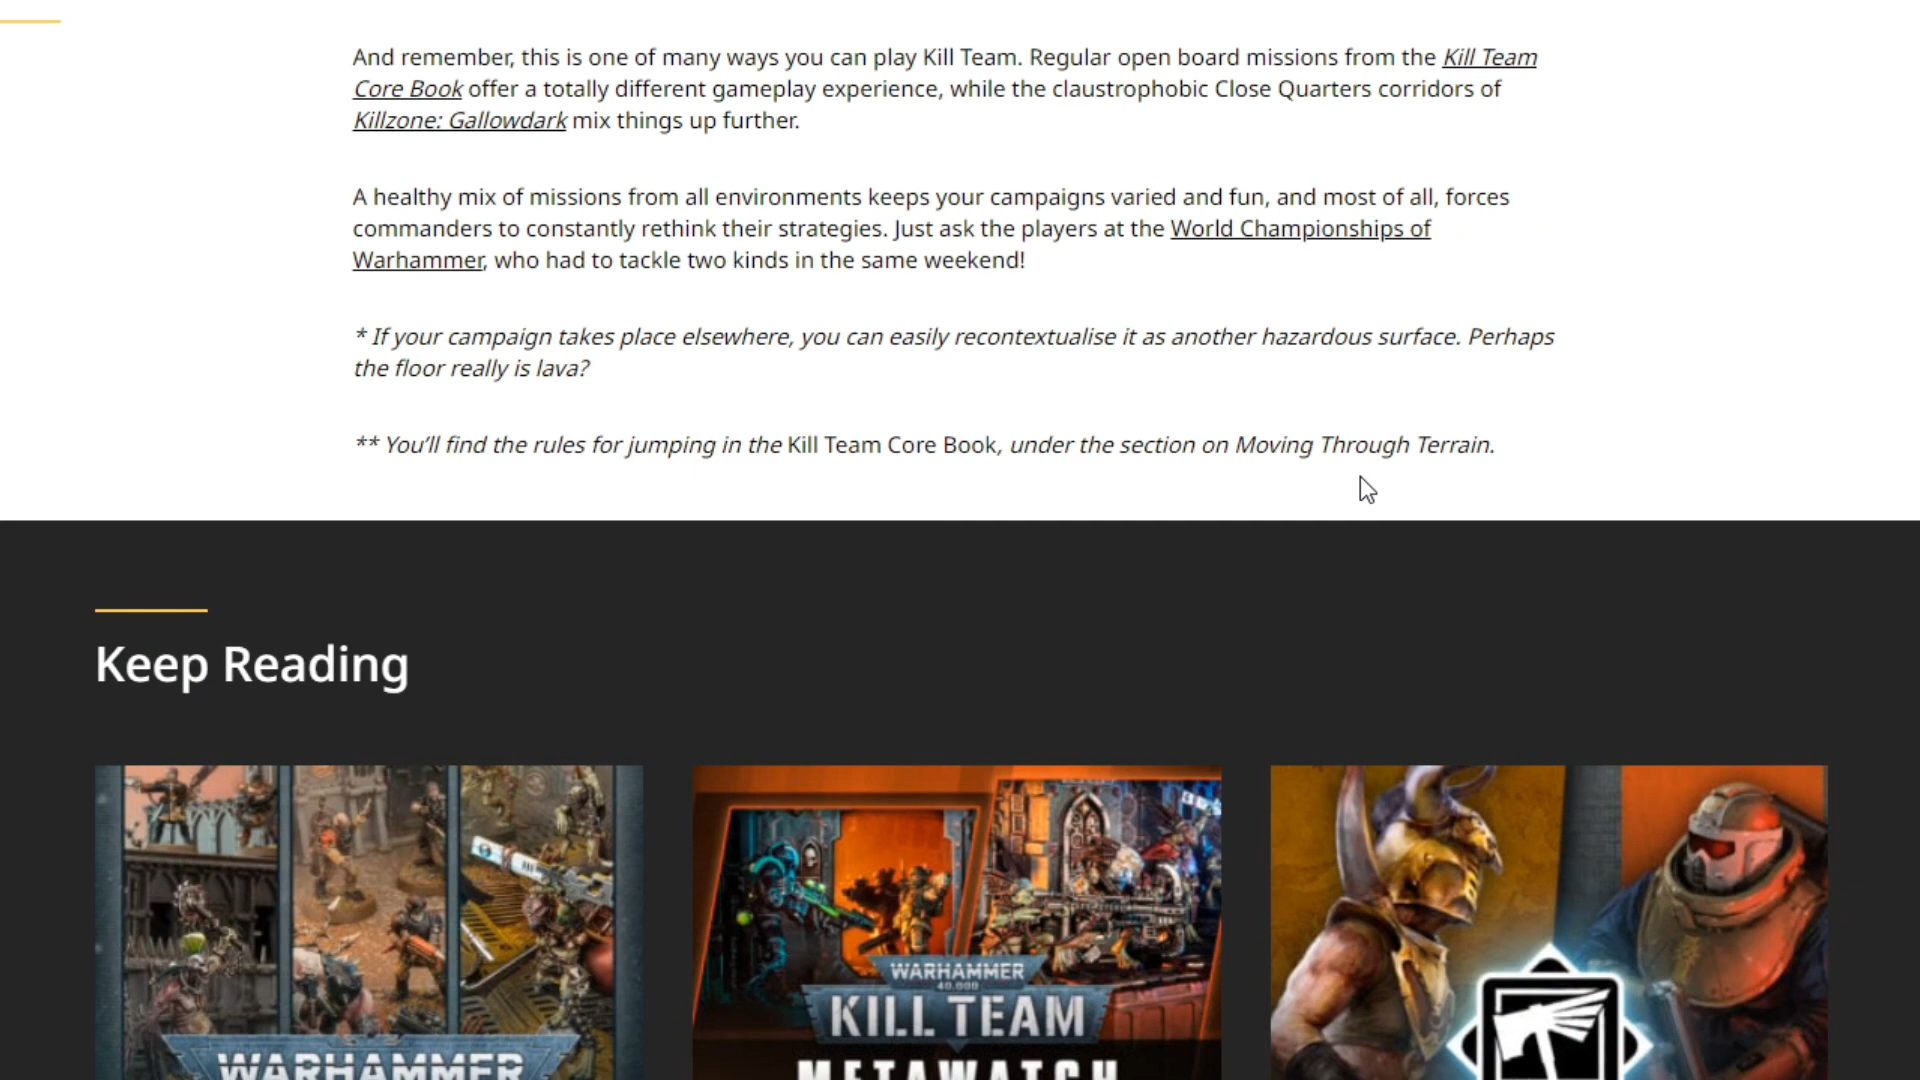 And remember, this is one of many ways you can play Kill Team. Regular open board missions from the Kill Team
Core Book offer a totally different gameplay experience, while the claustrophobic Close Quarters corridors of
Killzone: Gallowdark mix things up further.
A healthy mix of missions from all environments keeps your campaigns varied and fun, and most of all, forces
commanders to constantly rethink their strategies. Just ask the players at the World Championships of
Warhammer, who had to tackle two kinds in the same weekend!
* If your campaign takes place elsewhere, you can easily recontextualise it as another hazardous surface. Perhaps
the floor really is lava?
** You’ll find the rules for jumping in the Kill Team Core Book, under the section on Moving Through Terrain.
Keep Reading
WARHAMMER
WARHAMMER
40,000
KILL TEAM
METAWATCH